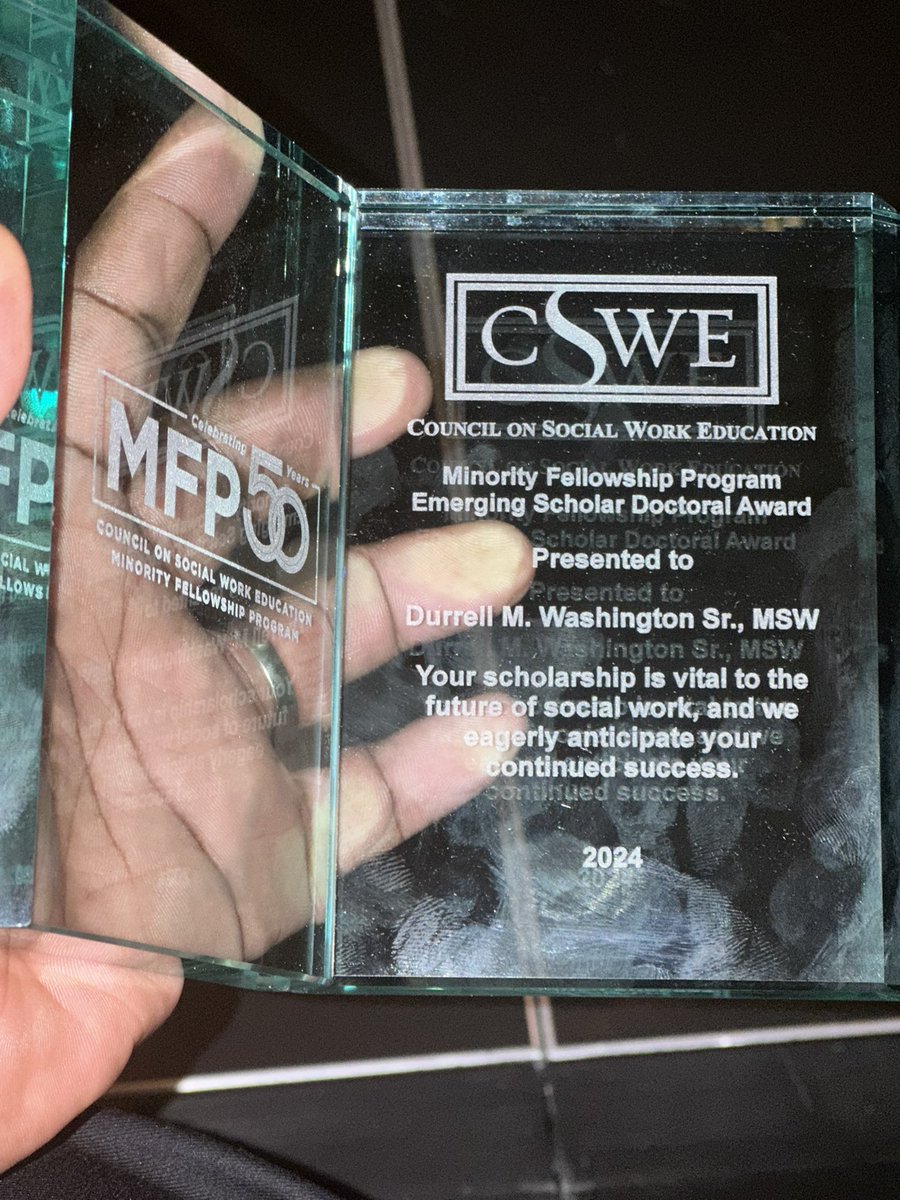 Celebrating 50 Years
MFP
COUNCIL ON SOCIAL WORK EDUCATION
MINORITY FELLOWSHIP PROGRAM
CSWE
COUNCIL ON SOCIAL WORK EDUCATION
Minority Fellowship Program
Emerging Scholar Doctoral Award
Presented to
Durrell M. Washington Sr., MSW
Your scholarship is vital to the
future of social work, and we
eagerly anticipate your
continued success.
2024